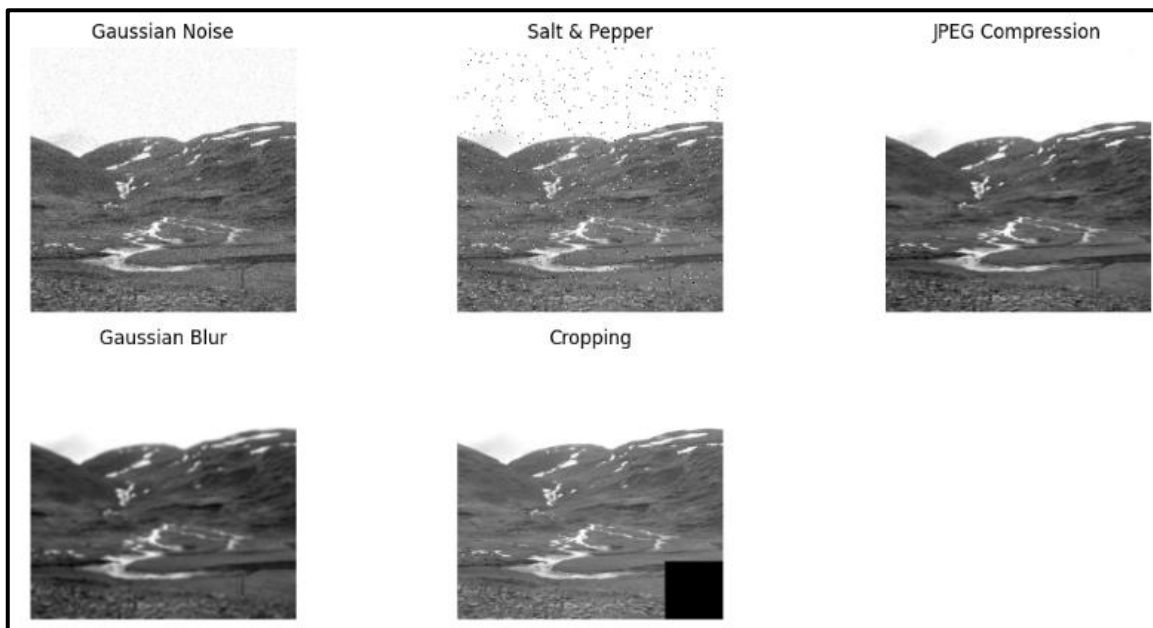 Gaussian Noise
Salt & Pepper
JPEG Compression
Gaussian Blur
Cropping